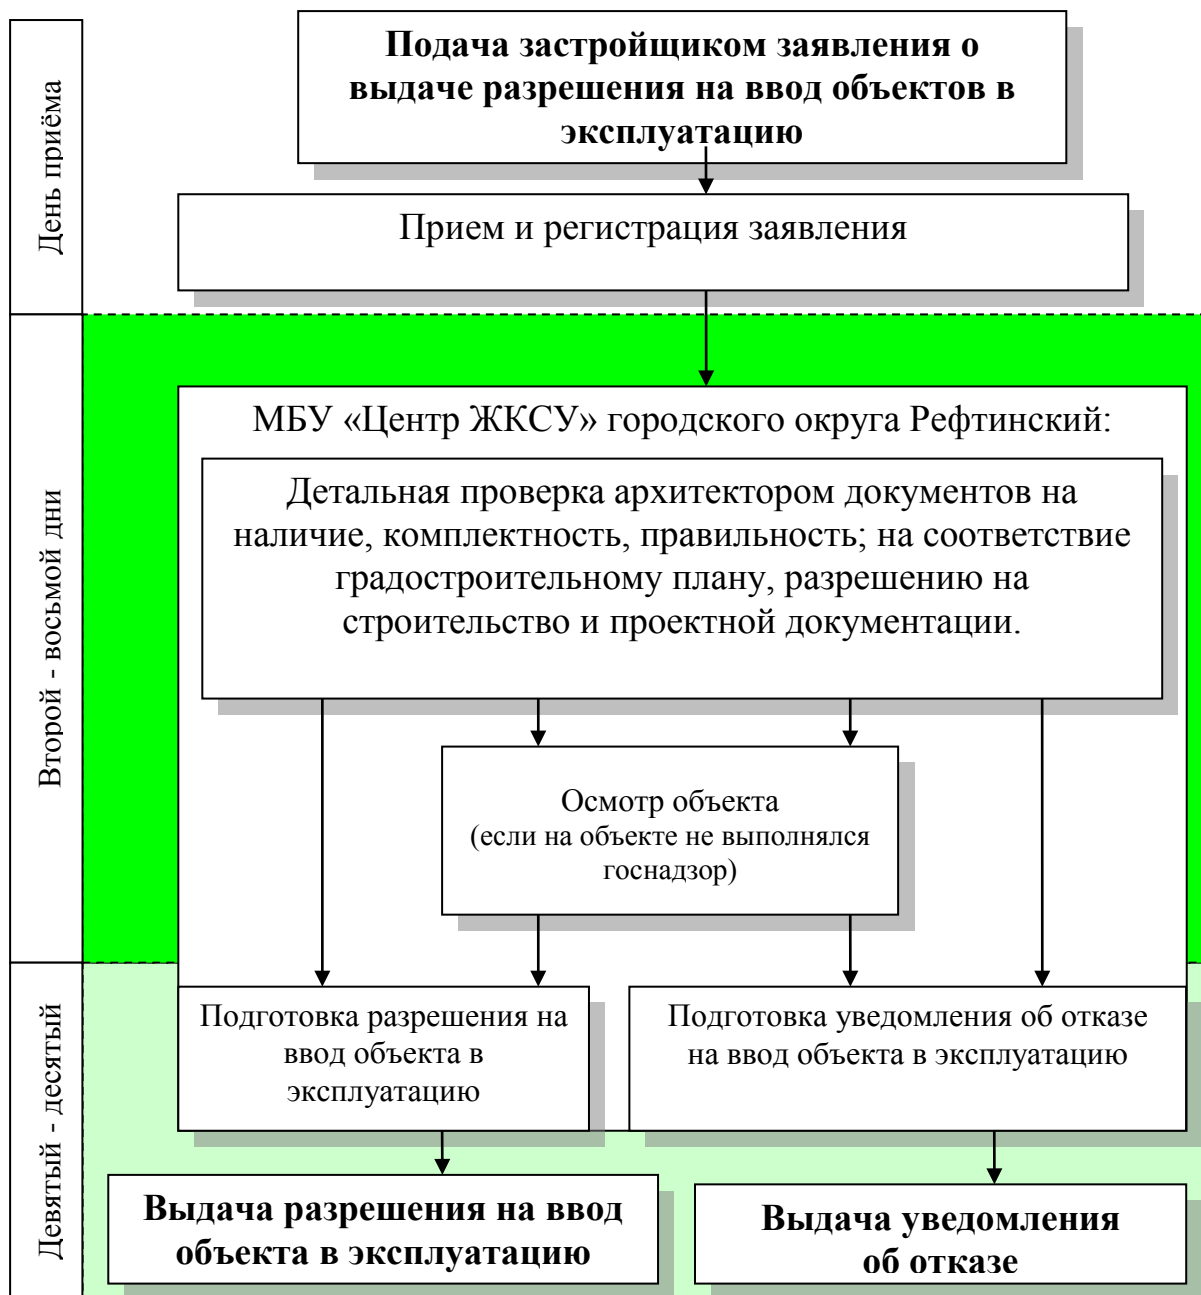 День приёма
Подача застройщиком заявления о
выдаче разрешения на ввод объектов в
эксплуатацию
Прием и регистрация заявления
Второй - восьмой дни
МБУ «Центр ЖКСУ» городского округа Рефтинский:
Детальная проверка архитектором документов на
наличие, комплектность, правильность; на соответствие
градостроительному плану, разрешению на
строительство и проектной документации.
Осмотр объекта
(если на объекте не выполнялся
госнадзор)
Девятый - десятый
Подготовка разрешения на
ввод объекта в
эксплуатацию
Подготовка уведомления об отказе
на ввод объекта в эксплуатацию
Выдача разрешения на ввод
объекта в эксплуатацию
Выдача уведомления
об отказе